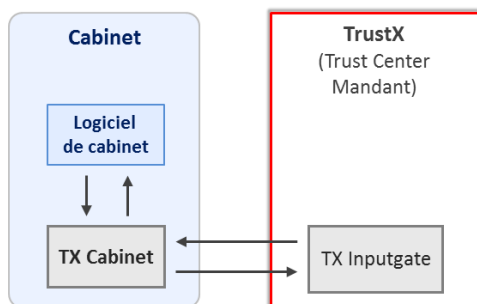 Cabinet
Logiciel
de cabinet
TX Cabinet
TrustX
(Trust Center
Mandant)
TX Inputgate